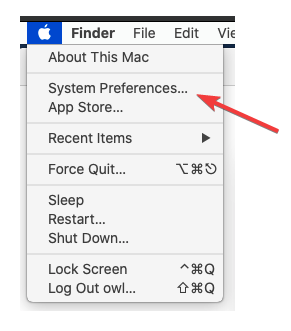 Finder File Edit
About This Mac
System Preferences...
App Store...
Recent Items
Force Quit... ⌥⌘⎋
Sleep
Restart...
Shut Down...
Lock Screen ^⌘Q
Log Out owl... ⇧⌘Q